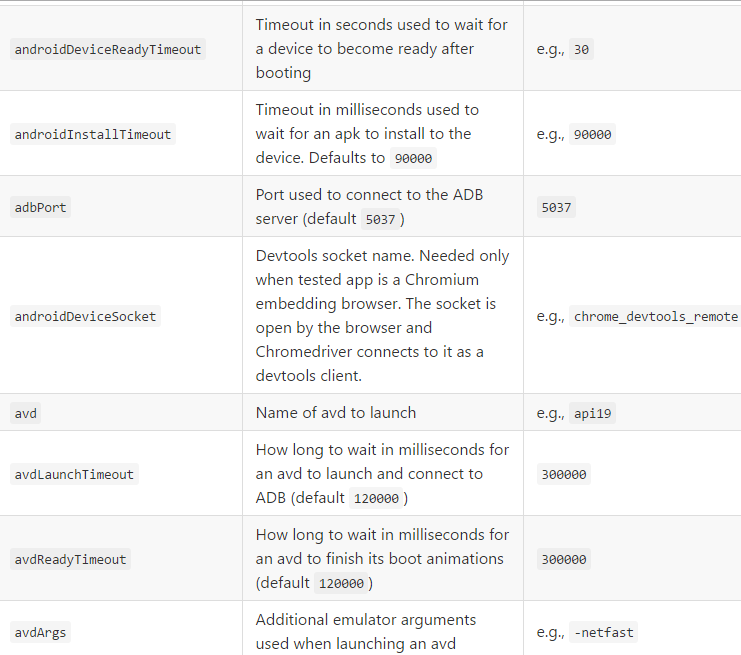 androidDeviceReadyTimeout
Timeout in seconds used to wait for
a device to become ready after
booting
e.g., 30
androidInstallTimeout
Timeout in milliseconds used to
wait for an apk to install to the
device. Defaults to 90000
e.g., 90000
adbPort
Port used to connect to the ADB
server (default 5037 )
5037
androidDeviceSocket
Devtools socket name. Needed only
when tested app is a Chromium
embedding browser. The socket is
open by the browser and
Chromedriver connects to it as a
devtools client.
e.g., chrome_devtools_remote
avd
Name of avd to launch
e.g., api19
avdLaunchTimeout
How long to wait in milliseconds for
an avd to launch and connect to
ADB (default 120000 )
300000
avdReadyTimeout
How long to wait in milliseconds for
an avd to finish its boot animations
(default 120000 )
300000
avdArgs
Additional emulator arguments
used when launching an avd
e.g., -netfast